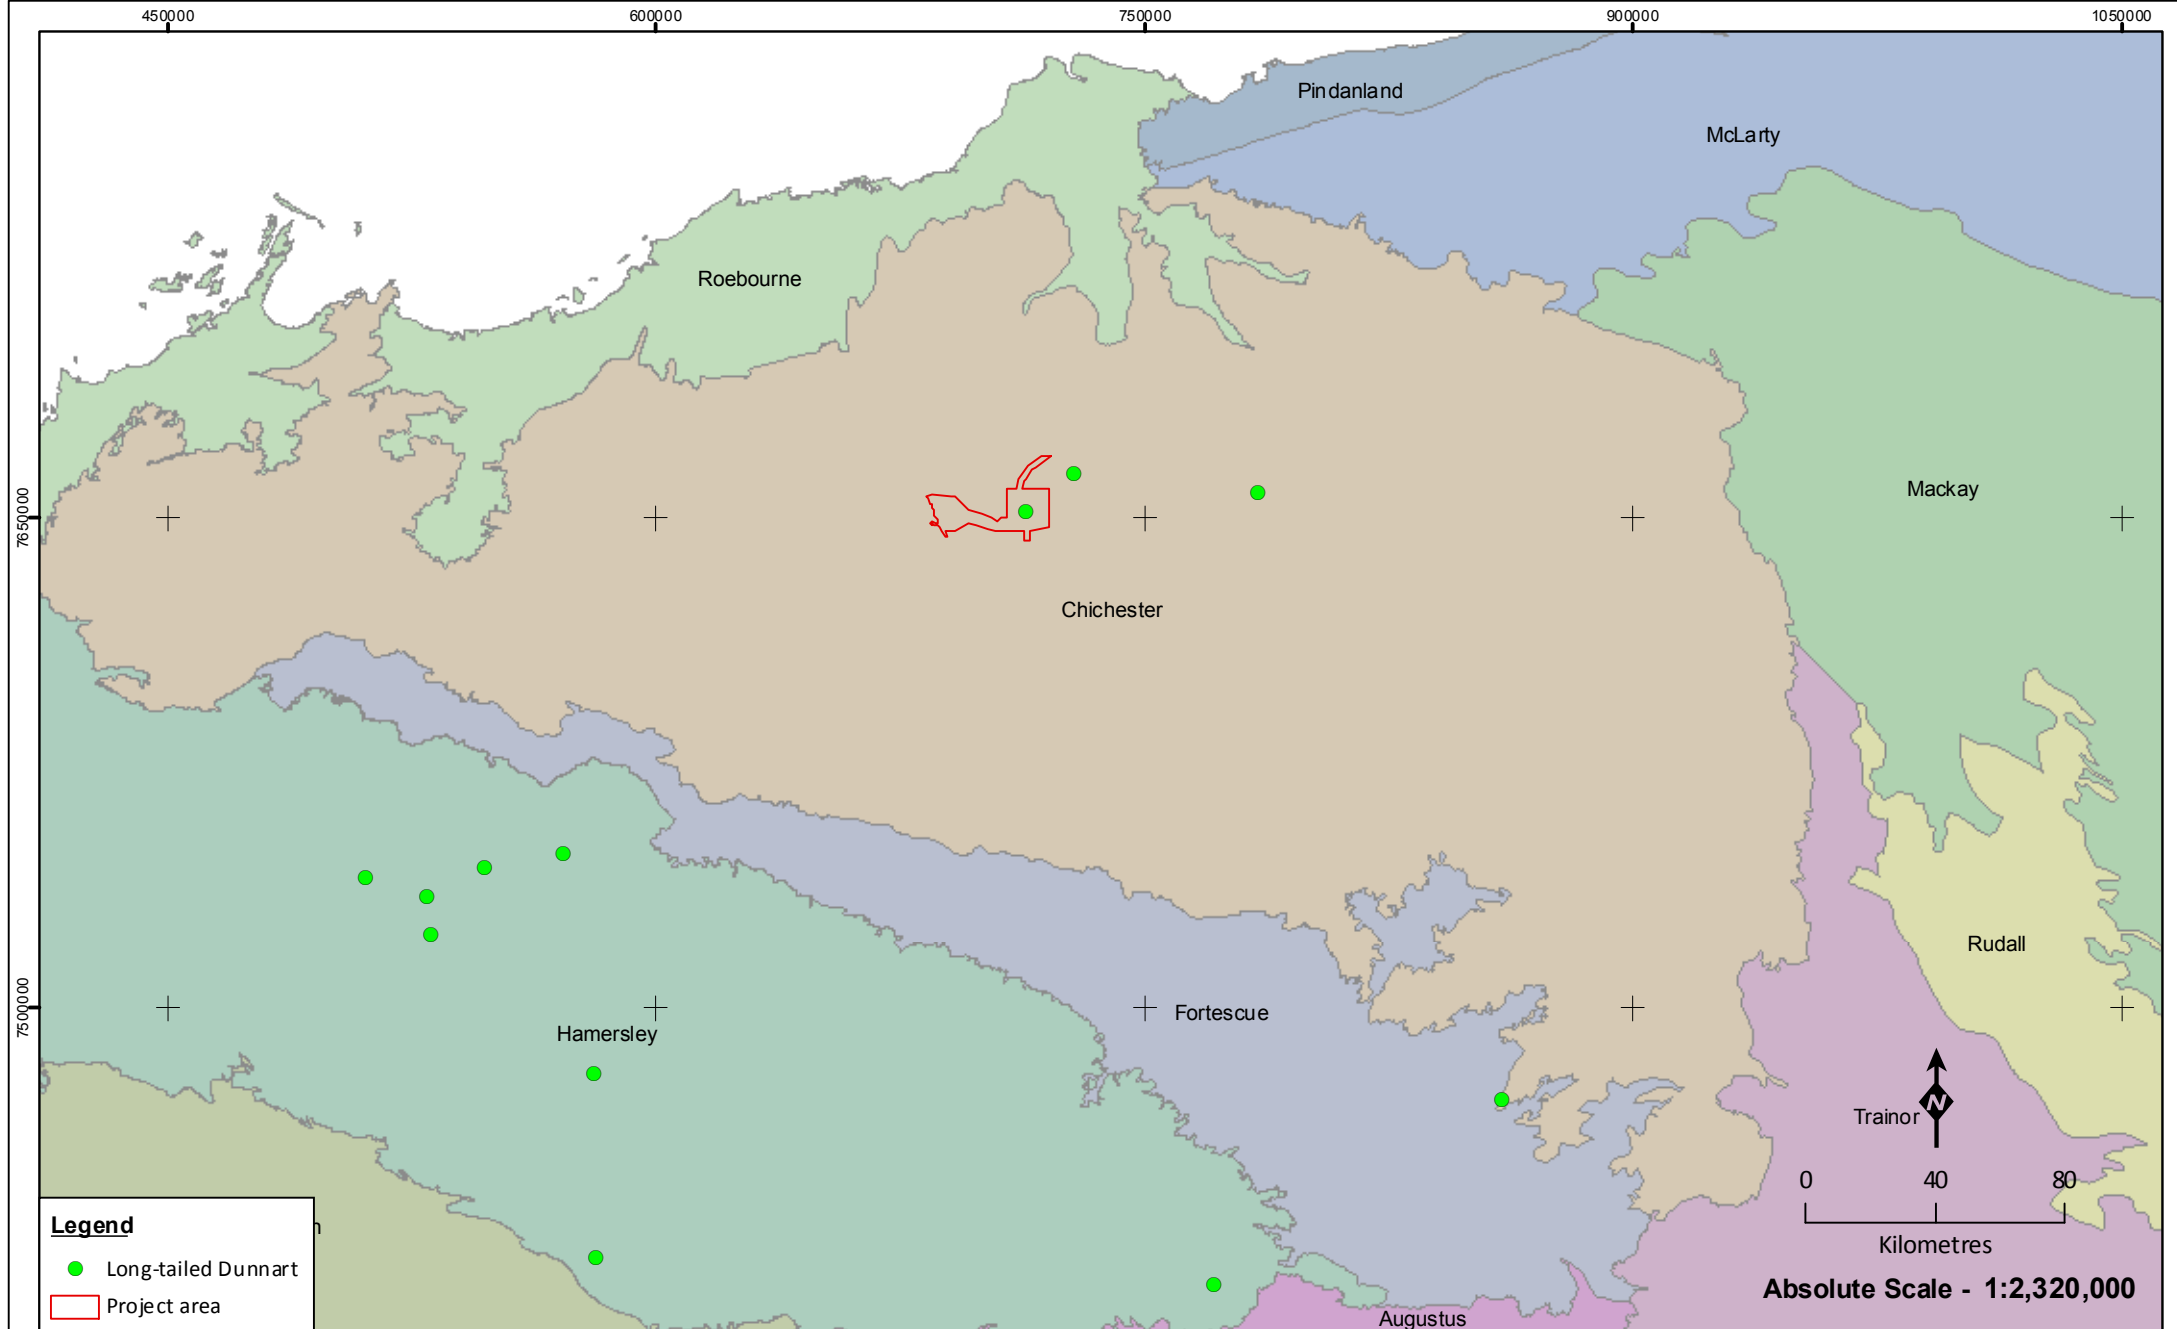 450000 600000 750000 900000 1050000
Pindanland
McLarty
Roebourne
Mackay
7650000
Chichester
Rudall
7500000
Fortescue
Hamersley
Trainor
N
0 40 80
Kilometres
Absolute Scale - 1:2,320,000
Augustus
Legend
n
Long-tailed Dunnart
Project area